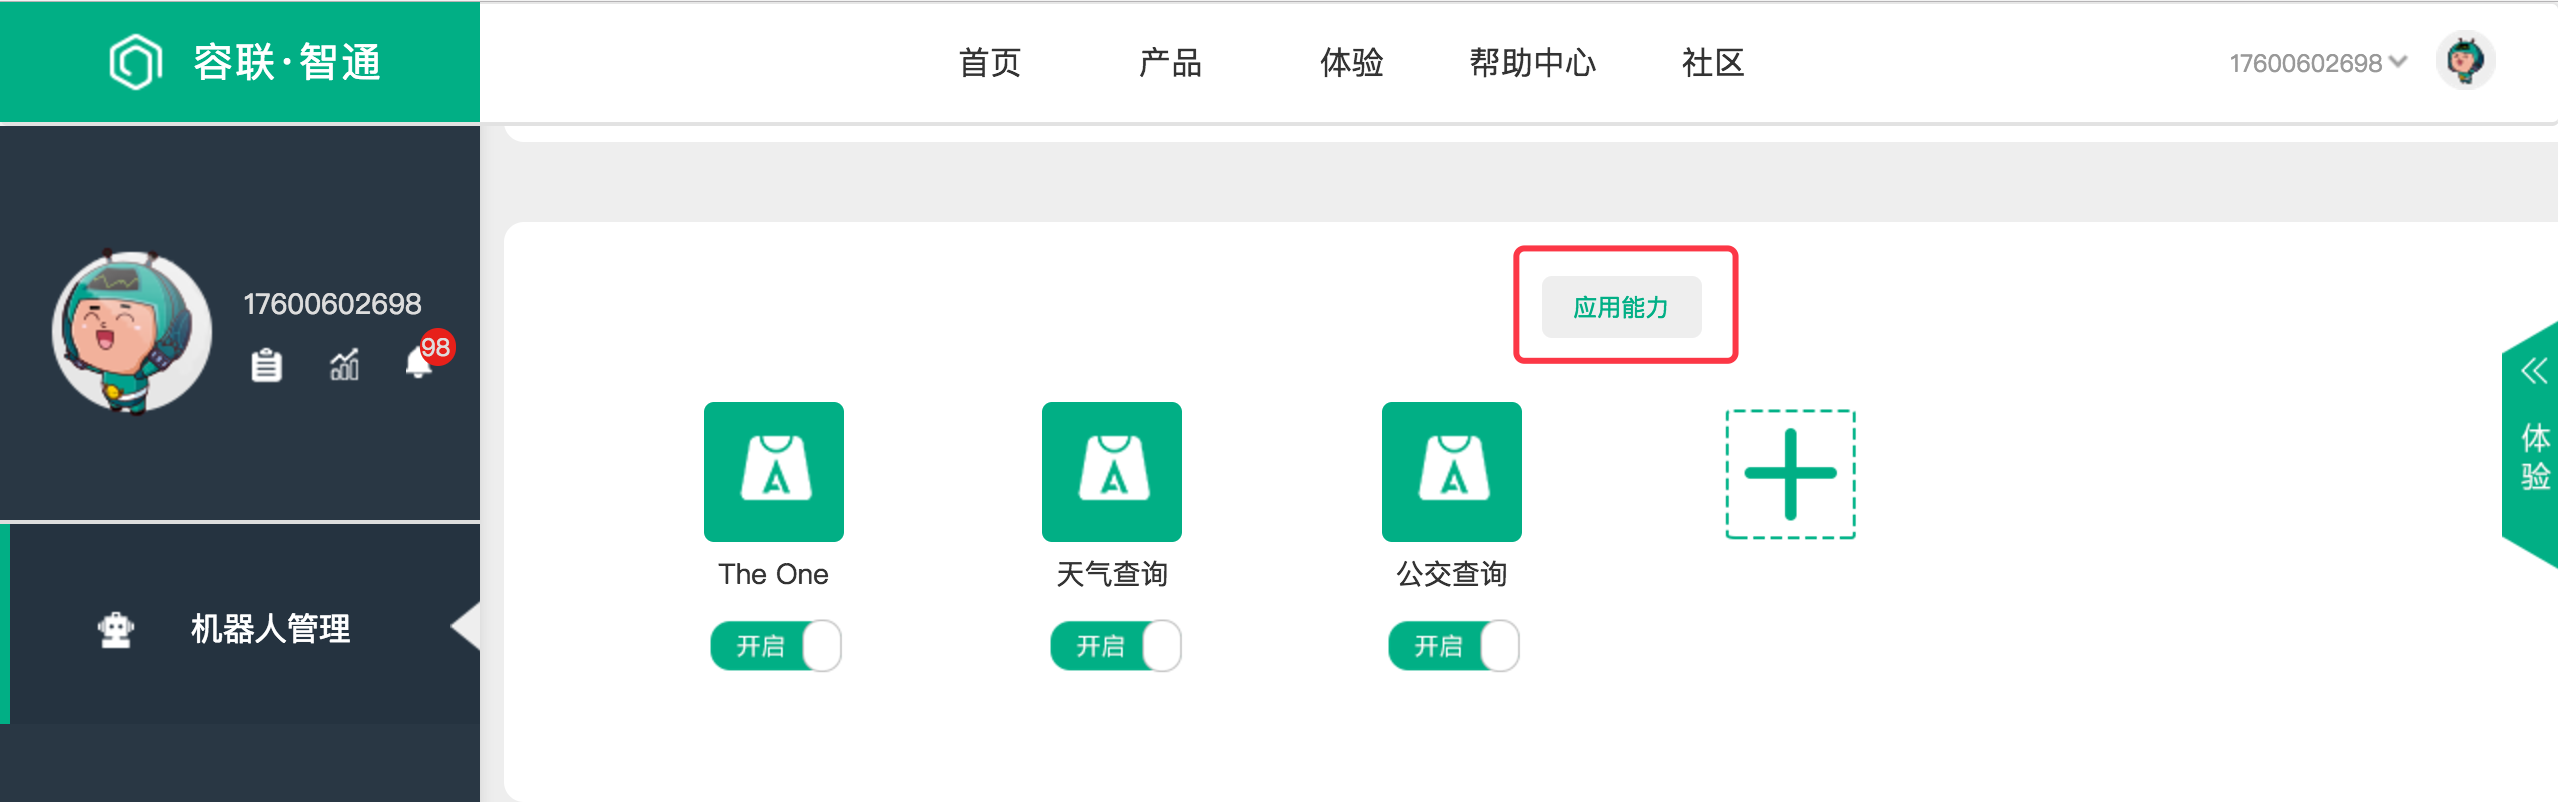 容联·智通
首页 产品 体验 帮助中心 社区
17600602698
17600602698
98
机器人管理
应用能力
The One 天气查询 公交查询
开启 开启 开启
体验